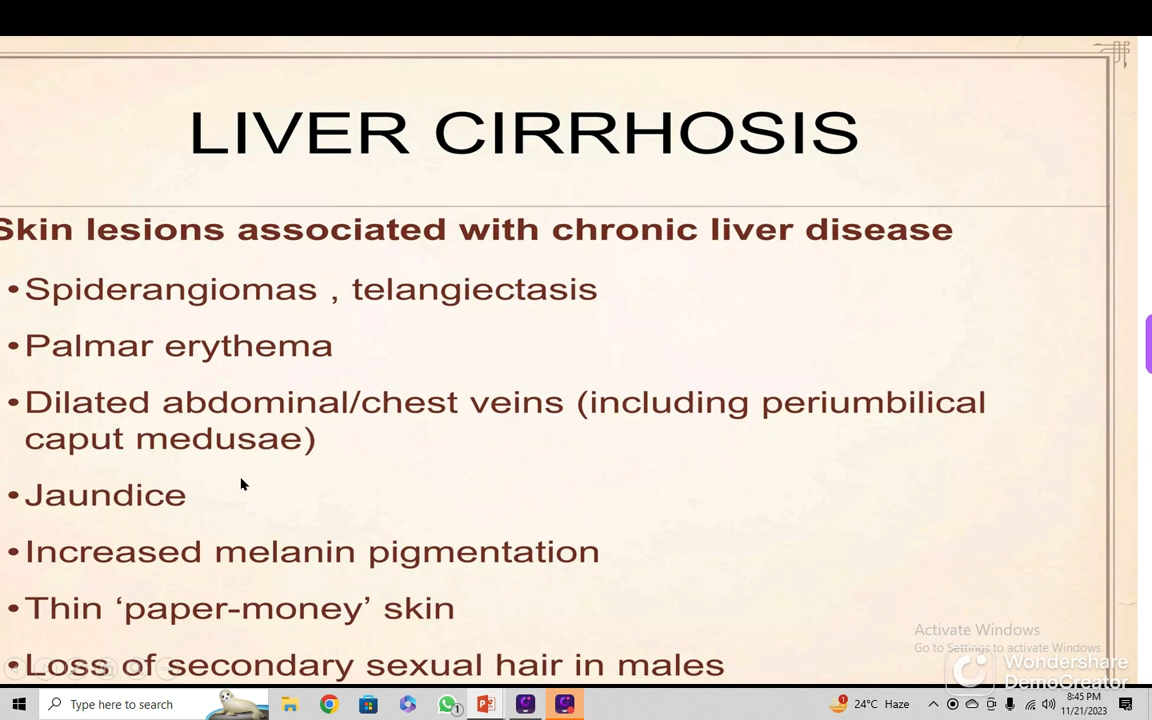 LIVER CIRRHOSIS
Skin lesions associated with chronic liver disease
•Spiderangiomas , telangiectasis
•Palmar erythema
•Dilated abdominal/chest veins (including periumbilical
caput medusae)
•Jaundice
•Increased melanin pigmentation
•Thin ‘paper-money’ skin
•Loss of secondary sexual hair in males
Activate Windows
Go to Settings to activate Windows.
Wondershare
DemoCreator
Type here to search
1
1
24°C Haze
8:45 PM
11/21/2023